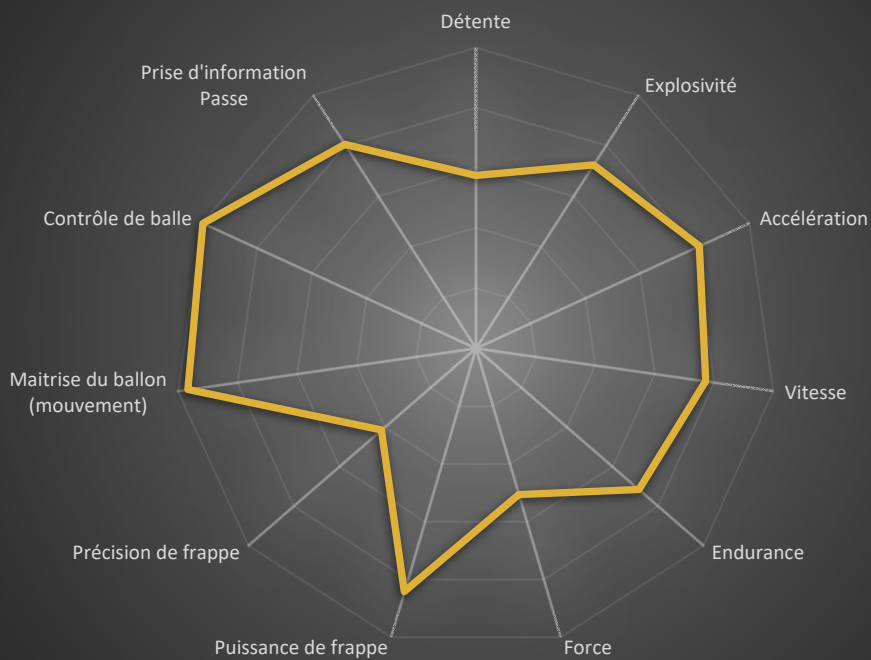 Détente
Explosivité
Accélération
Vitesse
Endurance
Force
Puissance de frappe
Précision de frappe
Maitrise du ballon
(mouvement)
Contrôle de balle
Prise d'information
Passe